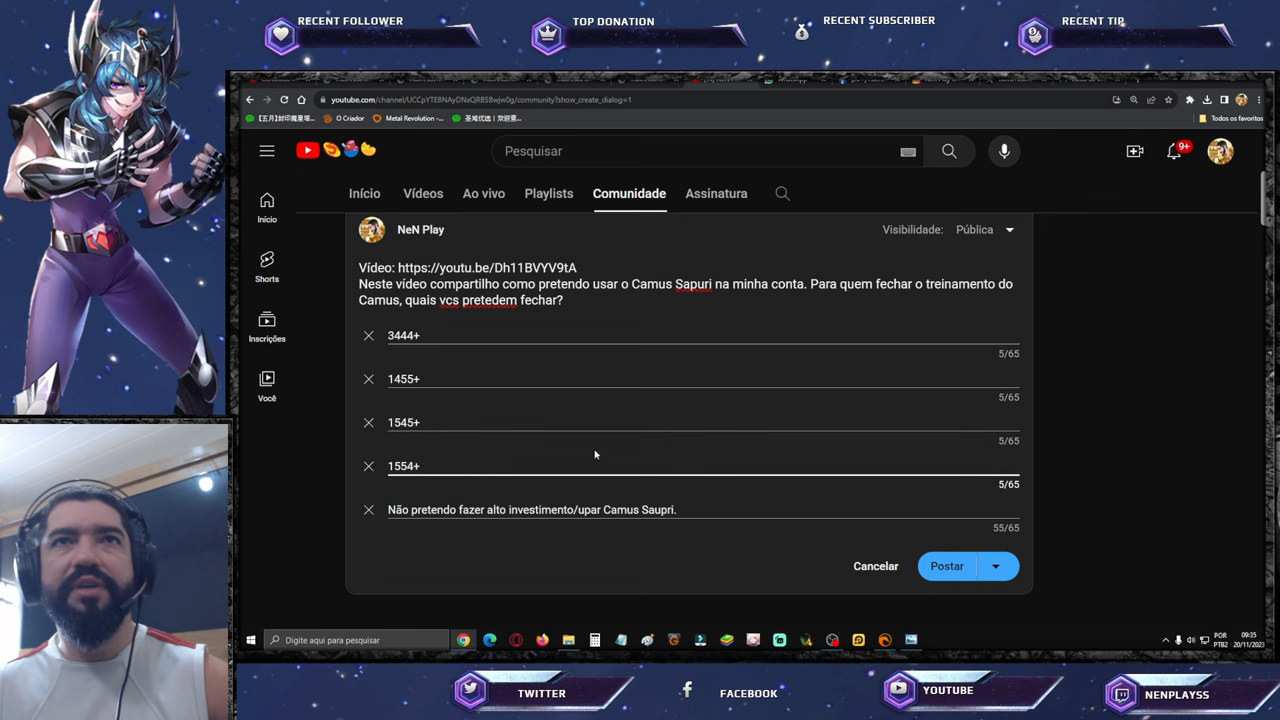 RECENT FOLLOWER
TOP DONATION
RECENT SUBSCRIBER
RECENT TIP
youtube.com/channel/UCCpYTE8NAyDNxQRB5Bwjw0g/community?show_create_dialog=1
O Criador
Metal Revolution -...
Todos os favoritos
Pesquisar
9+
Início
Vídeos
Ao vivo
Playlists
Comunidade
Assinatura
Início
Shorts
Inscrições
Você
NeN Play
Visibilidade: Pública
Vídeo: https://youtu.be/Dh11BVYV9tA
Neste vídeo compartilho como pretendo usar o Camus Sapuri na minha conta. Para quem fechar o treinamento do
Camus, quais vcs pretedem fechar?
3444+
5/65
1455+
5/65
1545+
5/65
1554+
5/65
Não pretendo fazer alto investimento/upar Camus Saupri.
55/65
Cancelar
Postar
Digite aqui para pesquisar
POR
PTB2
09:35
20/11/2023
TWITTER
FACEBOOK
YOUTUBE
NENPLAYSS